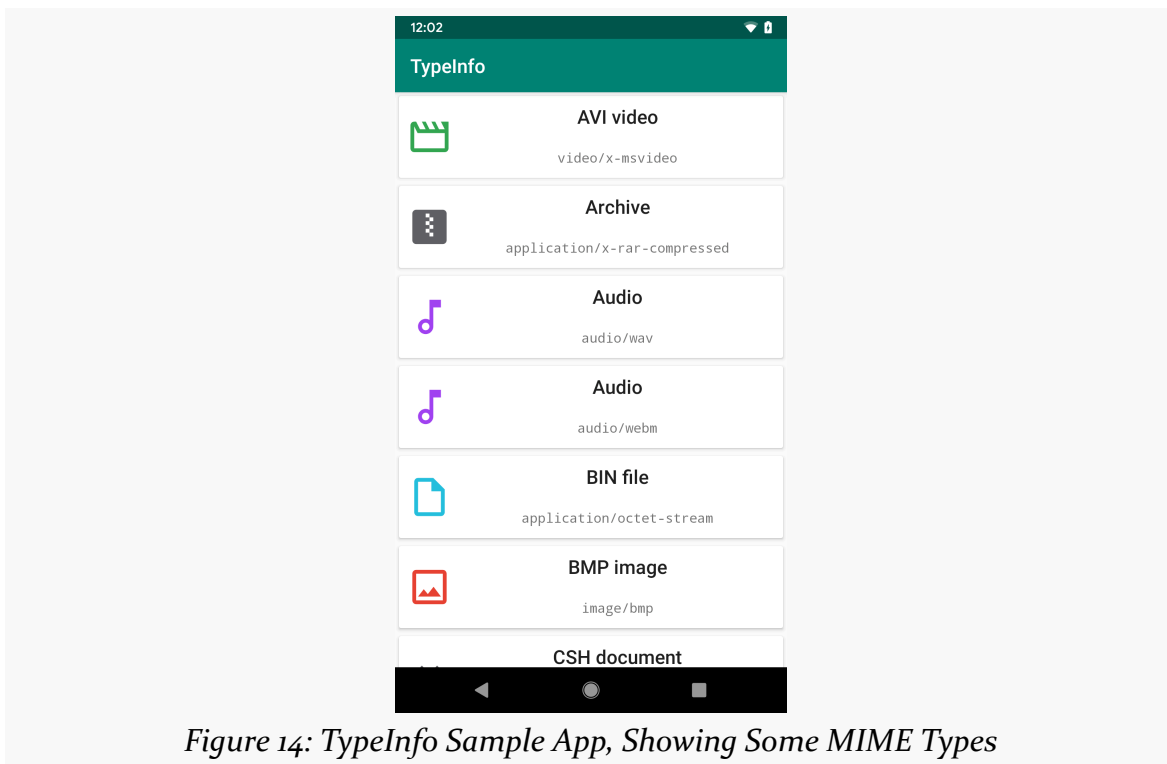 12:02
TypeInfo
AVI video
video/x-msvideo
Archive
application/x-rar-compressed
Audio
audio/wav
Audio
audio/webm
BIN file
application/octet-stream
BMP image
image/bmp
CSH document
Figure 14: TypeInfo Sample App, Showing Some MIME Types